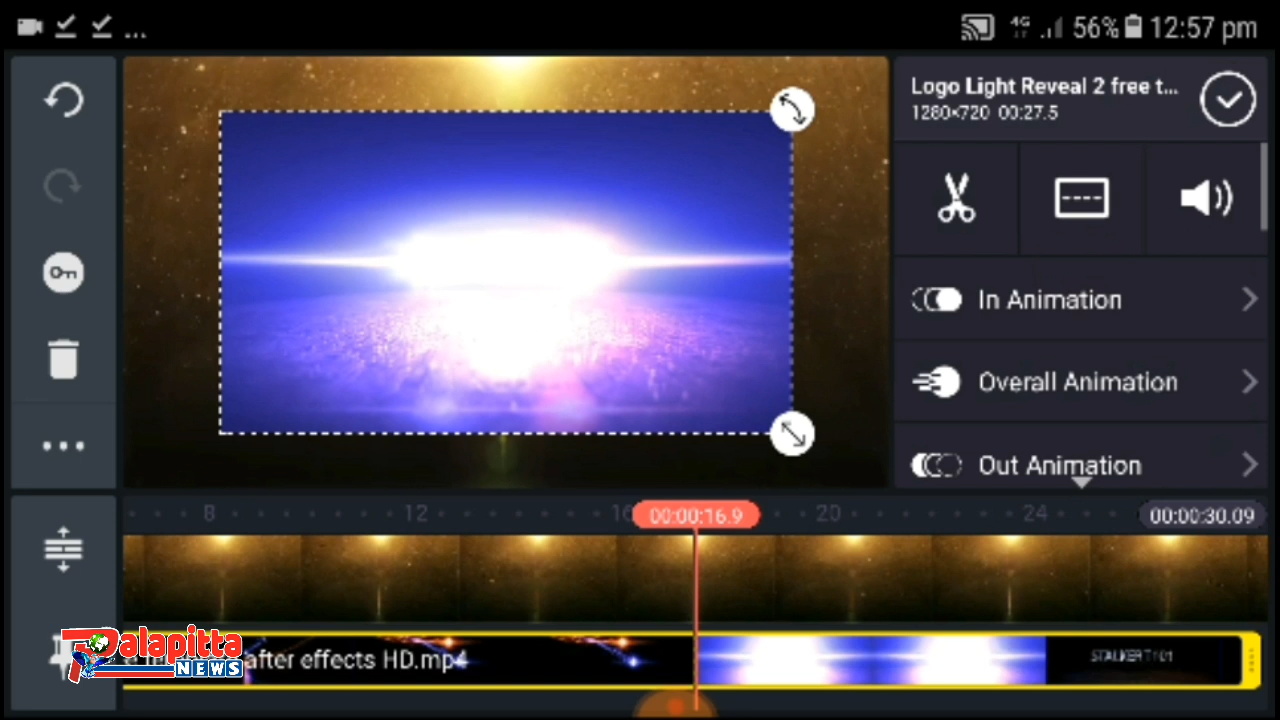 4G 56% 12:57 pm
Logo Light Reveal 2 free t...
1280×720 00:27.5
In Animation
Overall Animation
Out Animation
8 12 16 00:00:16.9 20 24 00:00:30.09
after effects HD.mp4
STALKERT101
Palapitta
NEWS